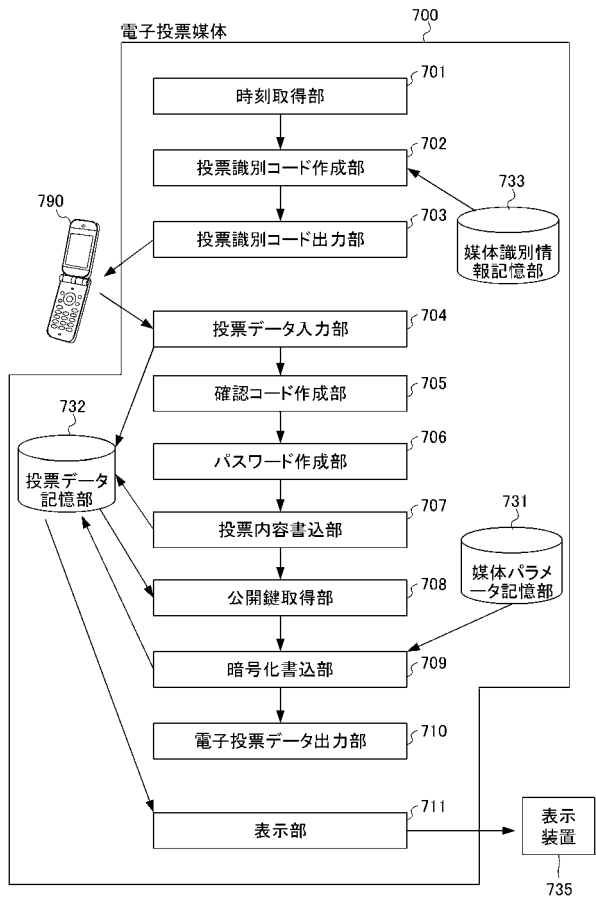 電子投票媒体
700
701
時刻取得部
702
投票識別コード作成部
733
媒体識別情
報記憶部
790
703
投票識別コード出力部
704
投票データ入力部
705
確認コード作成部
732
投票データ
記憶部
706
パスワード作成部
707
投票内容書込部
731
媒体パラメ
ータ記憶部
708
公開鍵取得部
709
暗号化書込部
710
電子投票データ出力部
711
表示部
表示
装置
735